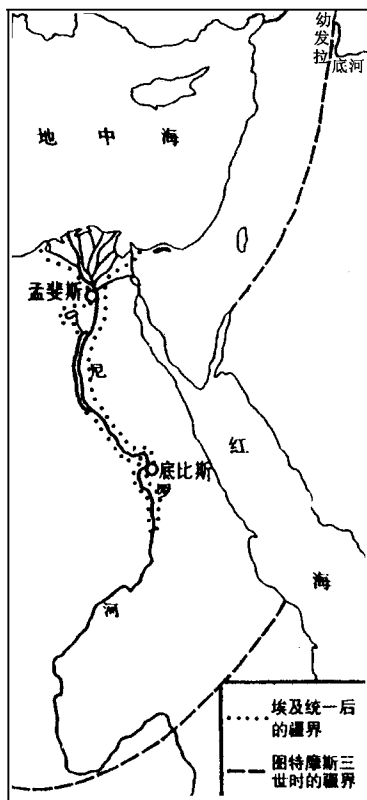 幼发拉
底河
地中海
孟斐斯
尼
底比斯
罗
红
河
海
埃及统一后
的疆界
图特摩斯三
世时的疆界